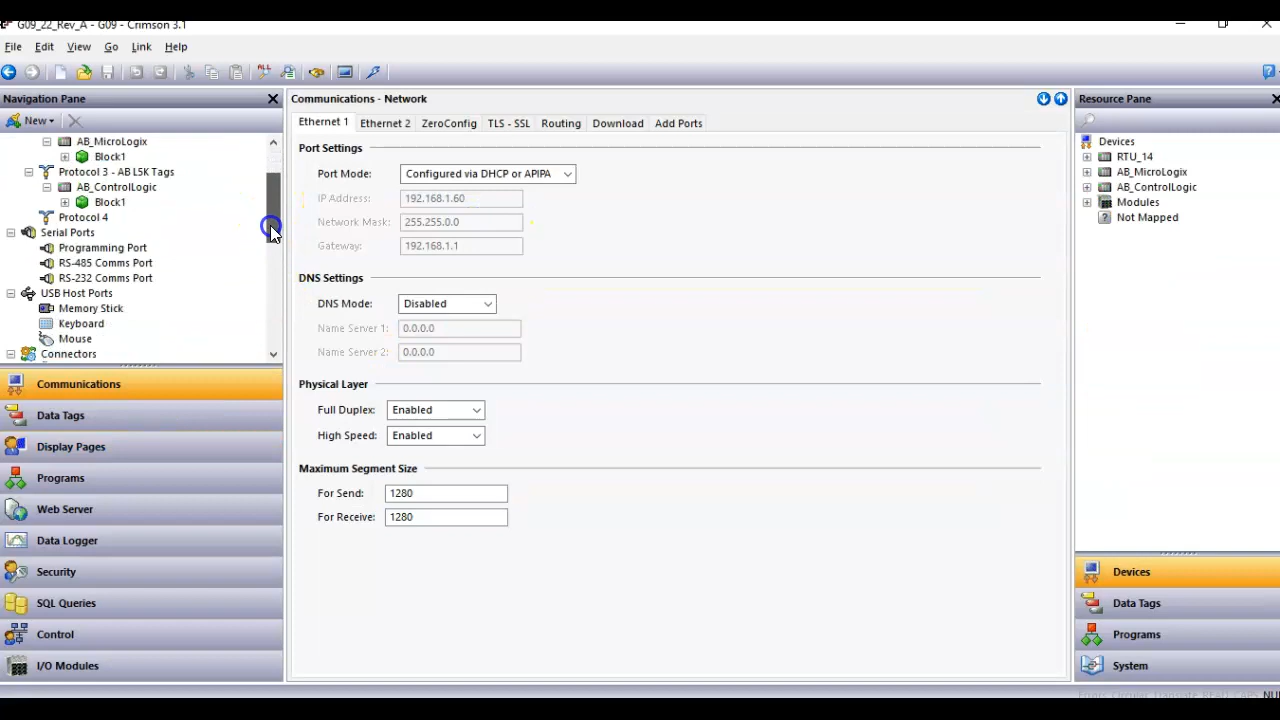 G09_22_Rev_A - G09 - Crimson 3.1
File Edit View Go Link Help
Navigation Pane
New
AB_MicroLogix
Block1
Protocol 3 - AB L5K Tags
AB_ControlLogic
Block1
Protocol 4
Serial Ports
Programming Port
RS-485 Comms Port
RS-232 Comms Port
USB Host Ports
Memory Stick
Keyboard
Mouse
Connectors
Communications
Data Tags
Display Pages
Programs
Web Server
Data Logger
Security
SQL Queries
Control
I/O Modules
Communications - Network
Ethernet 1 Ethernet 2 ZeroConfig TLS - SSL Routing Download Add Ports
Port Settings
Port Mode: Configured via DHCP or APIPA
IP Address: 192.168.1.60
Network Mask: 255.255.0.0
Gateway: 192.168.1.1
DNS Settings
DNS Mode: Disabled
Name Server 1: 0.0.0.0
Name Server 2: 0.0.0.0
Physical Layer
Full Duplex: Enabled
High Speed: Enabled
Maximum Segment Size
For Send: 1280
For Receive: 1280
Resource Pane
Devices
RTU_14
AB_MicroLogix
AB_ControlLogic
Modules
Not Mapped
Devices
Data Tags
Programs
System